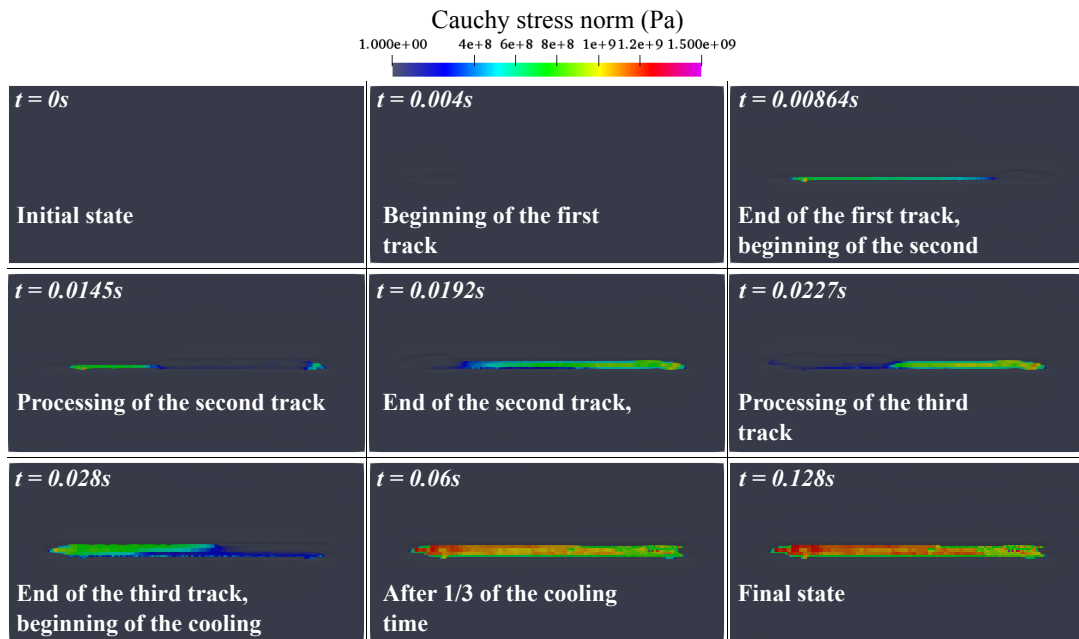 Cauchy stress norm (Pa)
1.000e+00 4e+8 6e+8 8e+8 1e+9 1.2e+9 1.500e+09
t = 0s
Initial state
t = 0.004s
Beginning of the first
track
t = 0.00864s
End of the first track,
beginning of the second
t = 0.0145s
Processing of the second track
t = 0.0192s
End of the second track,
t = 0.0227s
Processing of the third
track
t = 0.028s
End of the third track,
beginning of the cooling
t = 0.06s
After 1/3 of the cooling
time
t = 0.128s
Final state